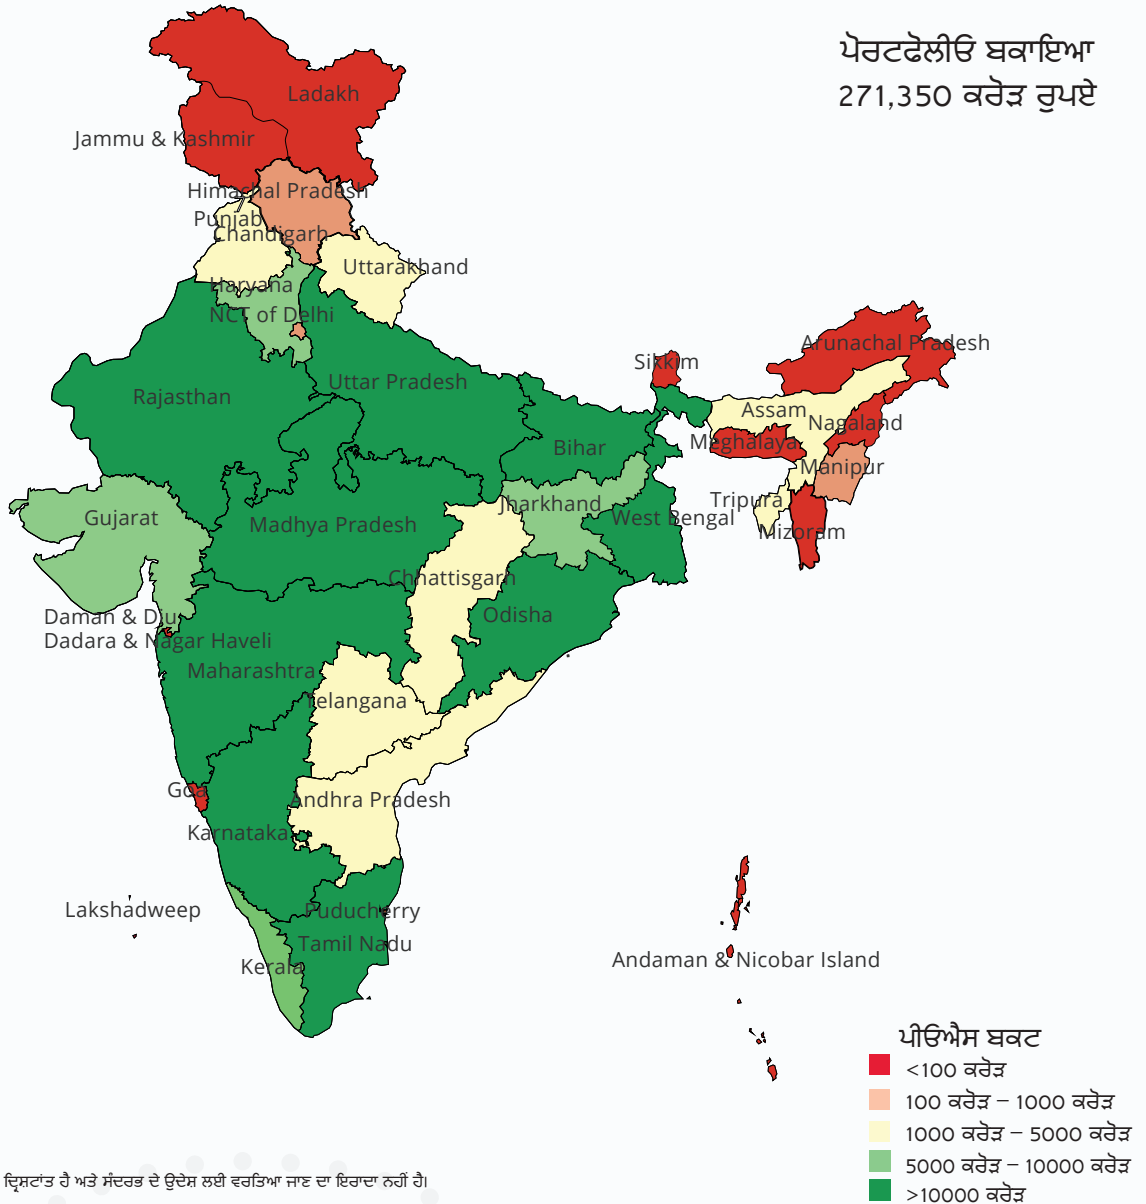 ਪੋਰਟਫੋਲੀਓ ਬਕਾਇਆ
271,350 ਕਰੋੜ ਰੁਪਏ
Ladakh
Jammu & Kashmir
Himachal Pradesh
Punjab
Chandigarh
Uttarakhand
Haryana
NCT of Delhi
Arunachal Pradesh
Sikkim
Uttar Pradesh
Rajasthan
Assam
Nagaland
Meghalaya
Bihar
Manipur
Tripura
Jharkhand
Gujarat
West Bengal
Madhya Pradesh
Mizoram
Chhattisgarh
Odisha
Daman & Diu
Dadara & Nagar Haveli
Maharashtra
Telangana
Goa
Andhra Pradesh
Karnataka
Lakshadweep
Puducherry
Tamil Nadu
Kerala
Andaman & Nicobar Island
ਪੀਓਐਸ ਬਕਟ
<100 ਕਰੋੜ
100 ਕਰੋੜ – 1000 ਕਰੋੜ
1000 ਕਰੋੜ – 5000 ਕਰੋੜ
5000 ਕਰੋੜ – 10000 ਕਰੋੜ
>10000 ਕਰੋੜ
ਦ੍ਰਿਸ਼ਟਾਂਤ ਹੈ ਅਤੇ ਸੰਦਰਭ ਦੇ ਉਦੇਸ਼ ਲਈ ਵਰਤਿਆ ਜਾਣ ਦਾ ਇਰਾਦਾ ਨਹੀਂ ਹੈ।